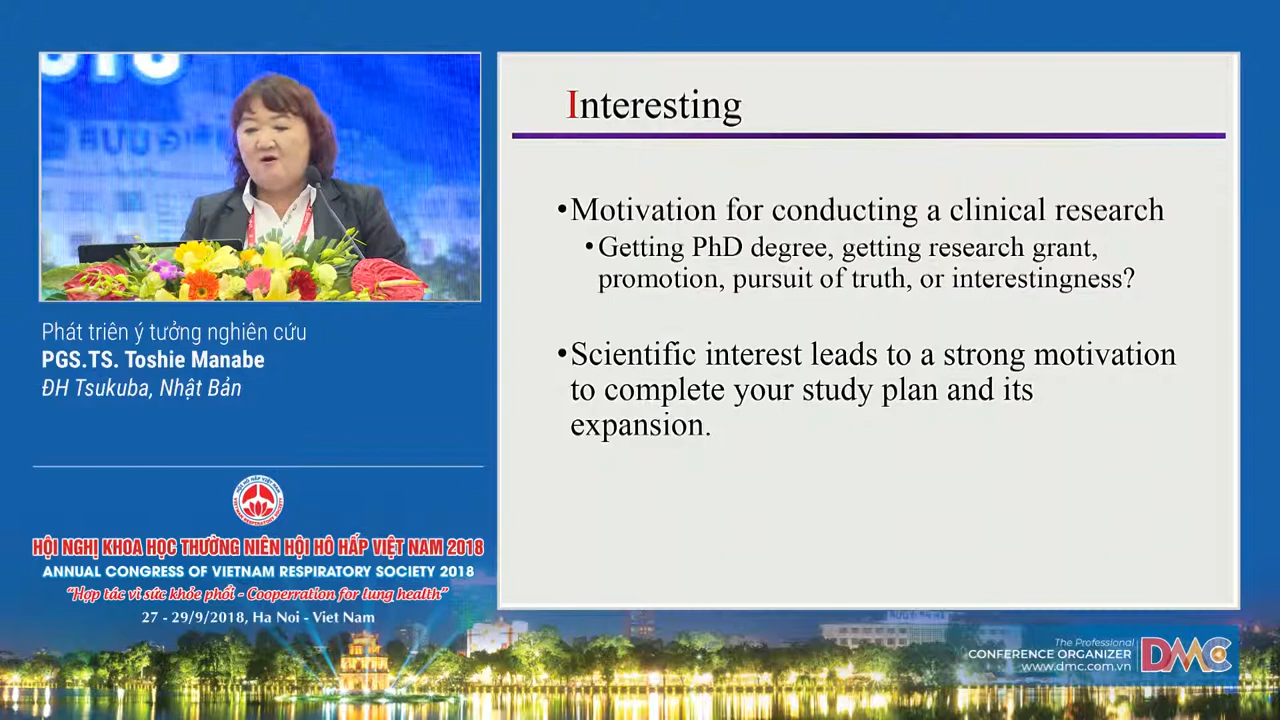 Interesting
•Motivation for conducting a clinical research
•Getting PhD degree, getting research grant,
promotion, pursuit of truth, or interestingness?
•Scientific interest leads to a strong motivation
to complete your study plan and its
expansion.
Phát triên ý tưởng nghiên cứu
PGS.TS. Toshie Manabe
ĐH Tsukuba, Nhật Bản
HỘI NGHỊ KHOA HỌC THƯỜNG NIÊN HỘI HÔ HẤP VIỆT NAM 2018
ANNUAL CONGRESS OF VIETNAM RESPIRATORY SOCIETY 2018
“Hợp tác vì sức khỏe phổi - Cooperration for lung health”
27 - 29/9/2018, Ha Noi - Viet Nam
The Professional
CONFERENCE ORGANIZER
www.dmc.com.vn
DMC